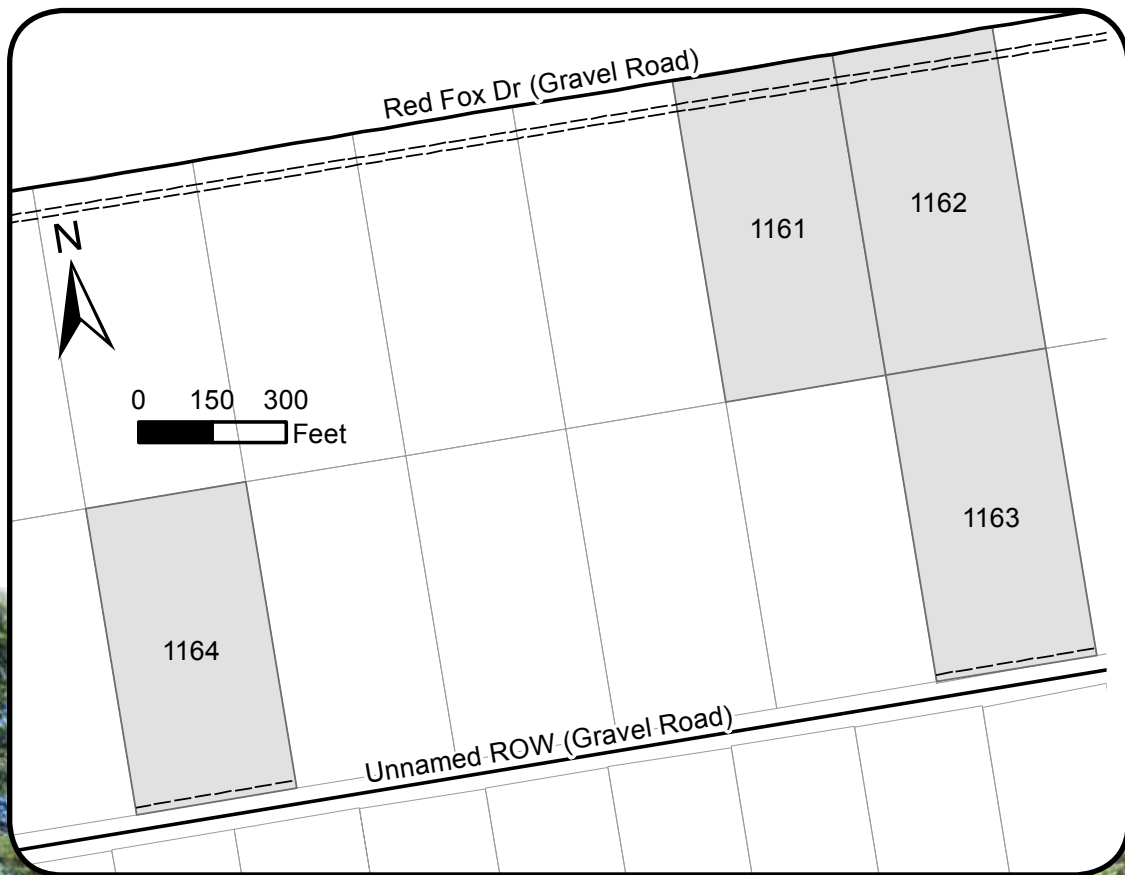 Red Fox Dr (Gravel Road)
1162
1161
N
0 150 300
Feet
1163
1164
Unnamed ROW (Gravel Road)